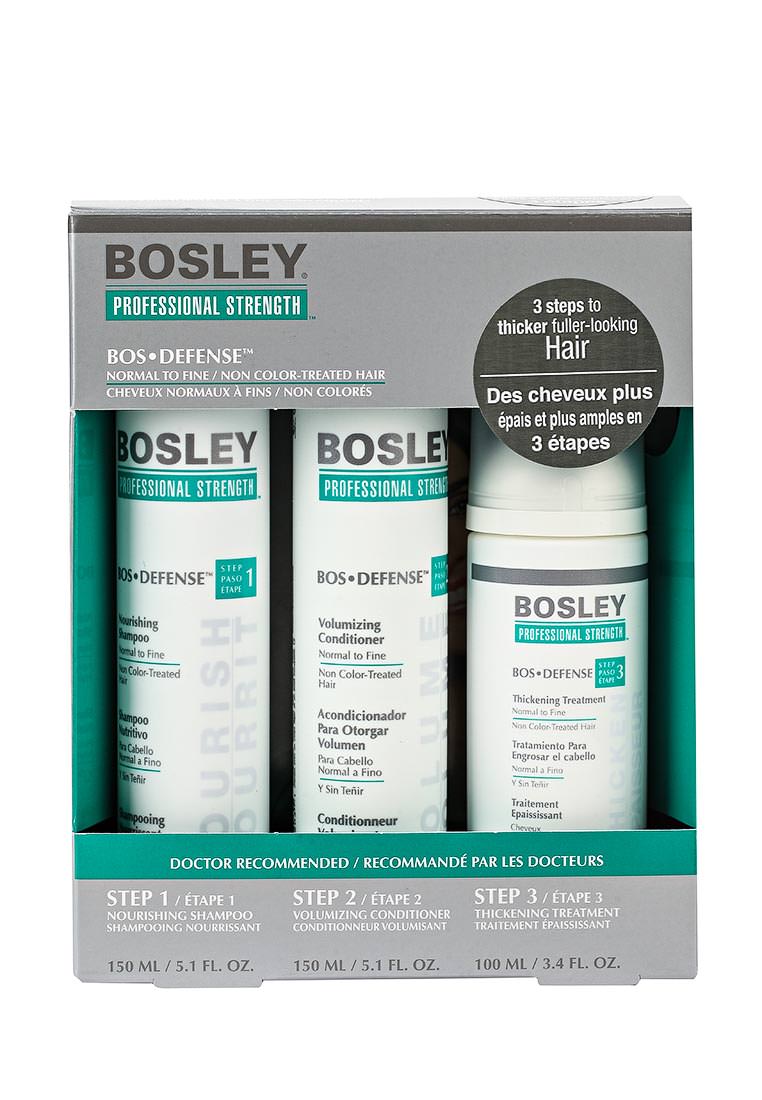 BOSLEY®
PROFESSIONAL STRENGTH™
BOS•DEFENSE™
NORMAL TO FINE / NON COLOR-TREATED HAIR
CHEVEUX NORMAUX À FINS / NON COLORÉS
3 steps to
thicker fuller-looking
Hair
Des cheveux plus
épais et plus amples en
3 étapes
BOSLEY
PROFESSIONAL STRENGTH
BOS•DEFENSE™
STEP
PASO
ÉTAPE
1
Nourishing
Shampoo
Normal to Fine
Non Color-Treated
Hair
Shampoo
Nutritivo
Para Cabello
Normal a Fino
Y Sin Teñir
Shampooing
BOSLEY
PROFESSIONAL STRENGTH
BOS•DEFENSE™
Volumizing
Conditioner
Normal to Fine
Non Color-Treated
Hair
Acondicionador
Para Otorgar
Volumen
Para Cabello
Normal a Fino
Y Sin Teñir
Conditionneur
BOSLEY
PROFESSIONAL STRENGTH
BOS•DEFENSE
STEP
PASO
ÉTAPE
3
Thickening Treatment
Normal to Fine
Non Color-Treated Hair
Tratamiento Para
Engrosar el cabello
Normal a Fino
Y Sin Teñir
Traitement
Epaissisant
Cheveux
DOCTOR RECOMMENDED / RECOMMANDÉ PAR LES DOCTEURS
STEP 1 / ÉTAPE 1
NOURISHING SHAMPOO
SHAMPOOING NOURRISSANT
150 ML / 5.1 FL. OZ.
STEP 2 / ÉTAPE 2
VOLUMIZING CONDITIONER
CONDITIONNEUR VOLUMISANT
150 ML / 5.1 FL. OZ.
STEP 3 / ÉTAPE 3
THICKENING TREATMENT
TRAITEMENT ÉPAISSISSANT
100 ML / 3.4 FL. OZ.